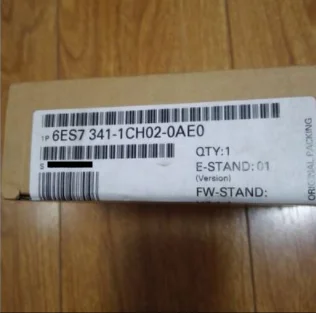 1P 6ES7 341-1CH02-0AE0
QTY:1
S
E-STAND: 01
(Version)
FW-STAND:
ORIGINAL PACKING